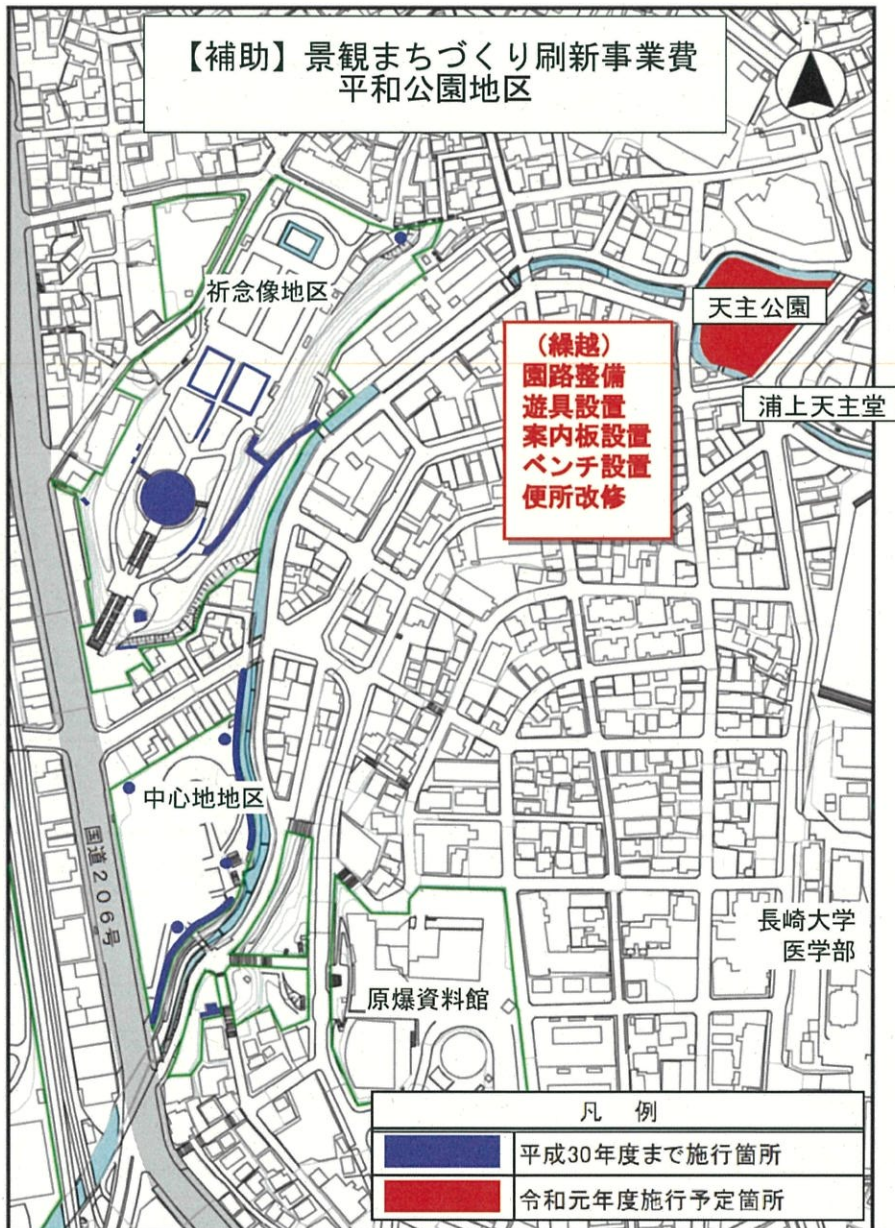 【補助】景観まちづくり刷新事業費
平和公園地区
祈念像地区
天主公園
(繰越)
園路整備
遊具設置
案内板設置
ベンチ設置
便所改修
浦上天主堂
中心地地区
国道206号
長崎大学
医学部
原爆資料館
凡 例
平成30年度まで施行箇所
令和元年度施行予定箇所